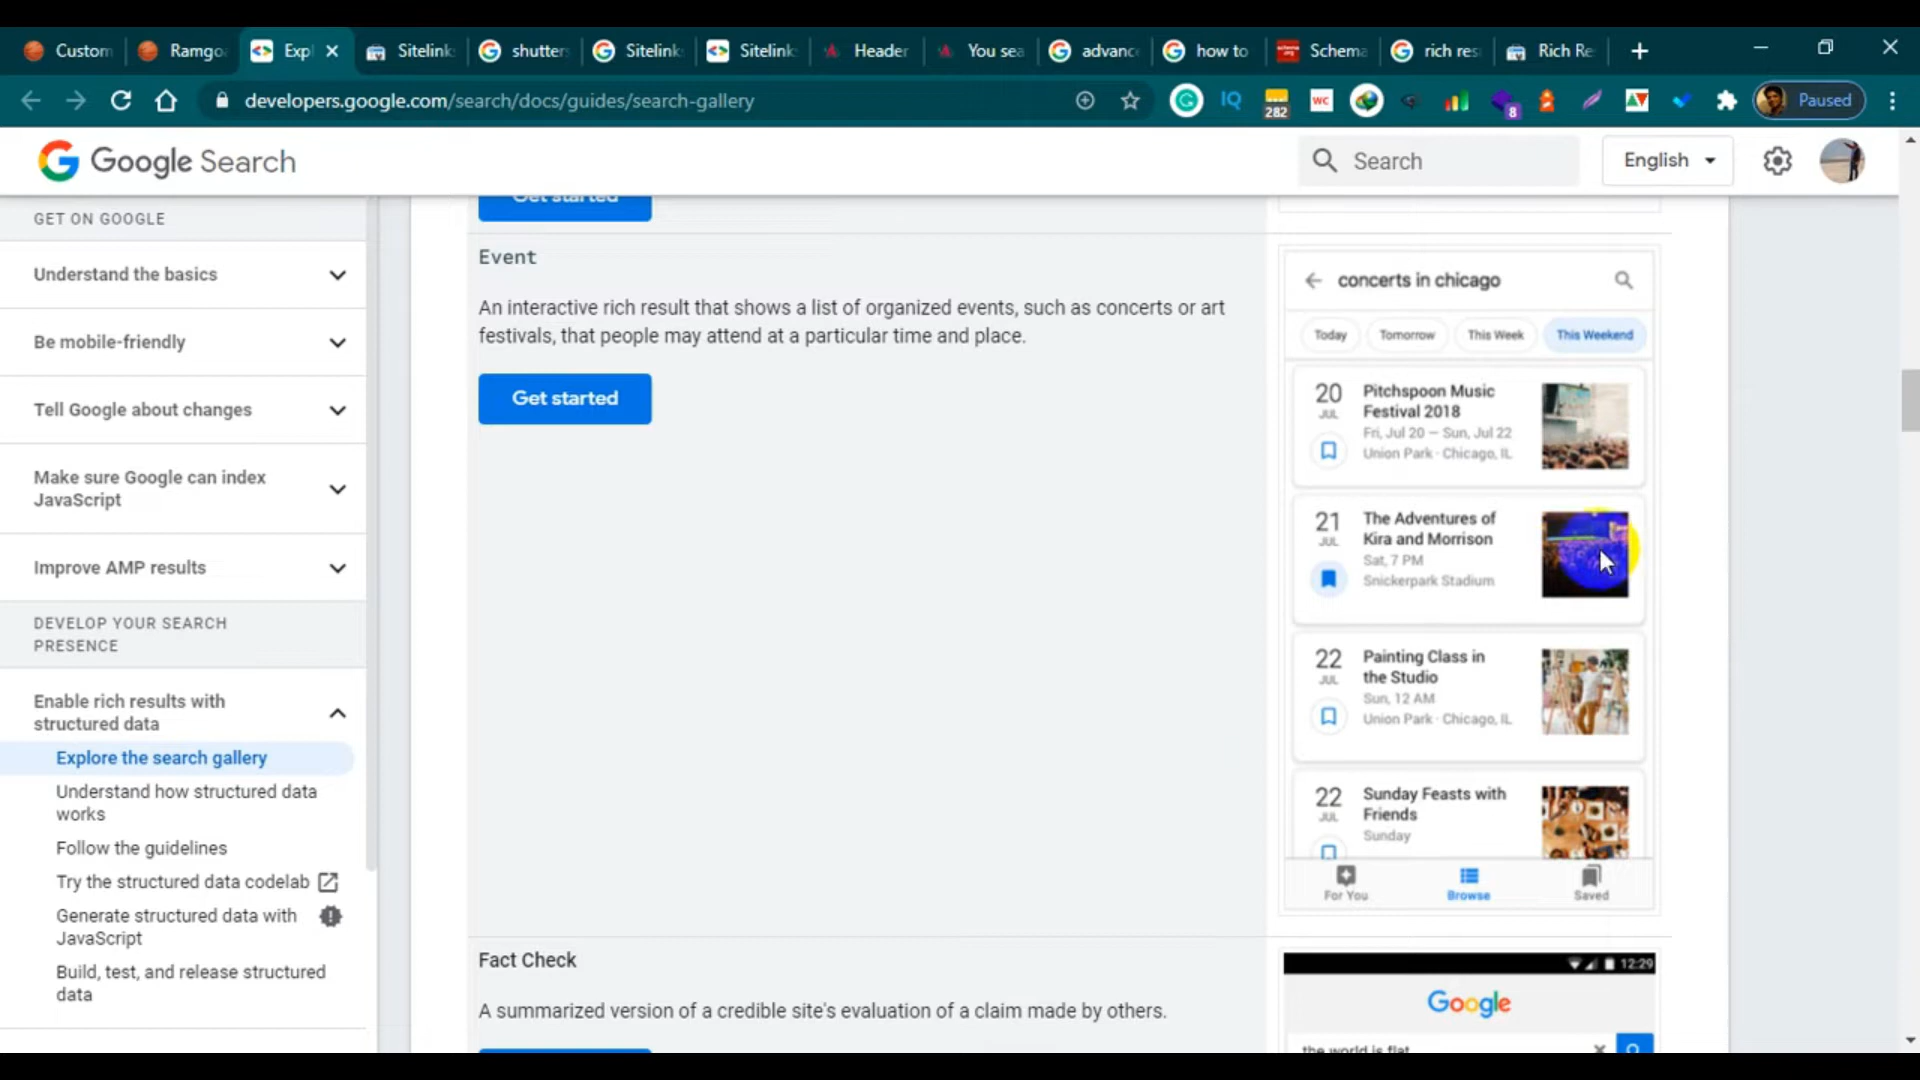 Custom
Ramgo
Exp
Sitelink
shutters
Sitelink
Sitelink
Header
You sea
advanc
how to
Schema
rich res
Rich Re
developers.google.com/search/docs/guides/search-gallery
IQ
282
WC
8
Paused
Google Search
Search
English
GET ON GOOGLE
Understand the basics
Be mobile-friendly
Tell Google about changes
Make sure Google can index
JavaScript
Improve AMP results
DEVELOP YOUR SEARCH
PRESENCE
Enable rich results with
structured data
Explore the search gallery
Understand how structured data
works
Follow the guidelines
Try the structured data codelab
Generate structured data with
JavaScript
Build, test, and release structured
data
Get started
Event
An interactive rich result that shows a list of organized events, such as concerts or art
festivals, that people may attend at a particular time and place.
Get started
concerts in chicago
Today Tomorrow This Week This Weekend
20 JUL
Pitchspoon Music
Festival 2018
Fri, Jul 20 – Sun, Jul 22
Union Park · Chicago, IL
21 JUL
The Adventures of
Kira and Morrison
Sat, 7 PM
Snickerpark Stadium
22 JUL
Painting Class in
the Studio
Sun, 12 AM
Union Park · Chicago, IL
22 JUL
Sunday Feasts with
Friends
Sunday
For You Browse Saved
Fact Check
A summarized version of a credible site's evaluation of a claim made by others.
12:29
Google
the world is flat